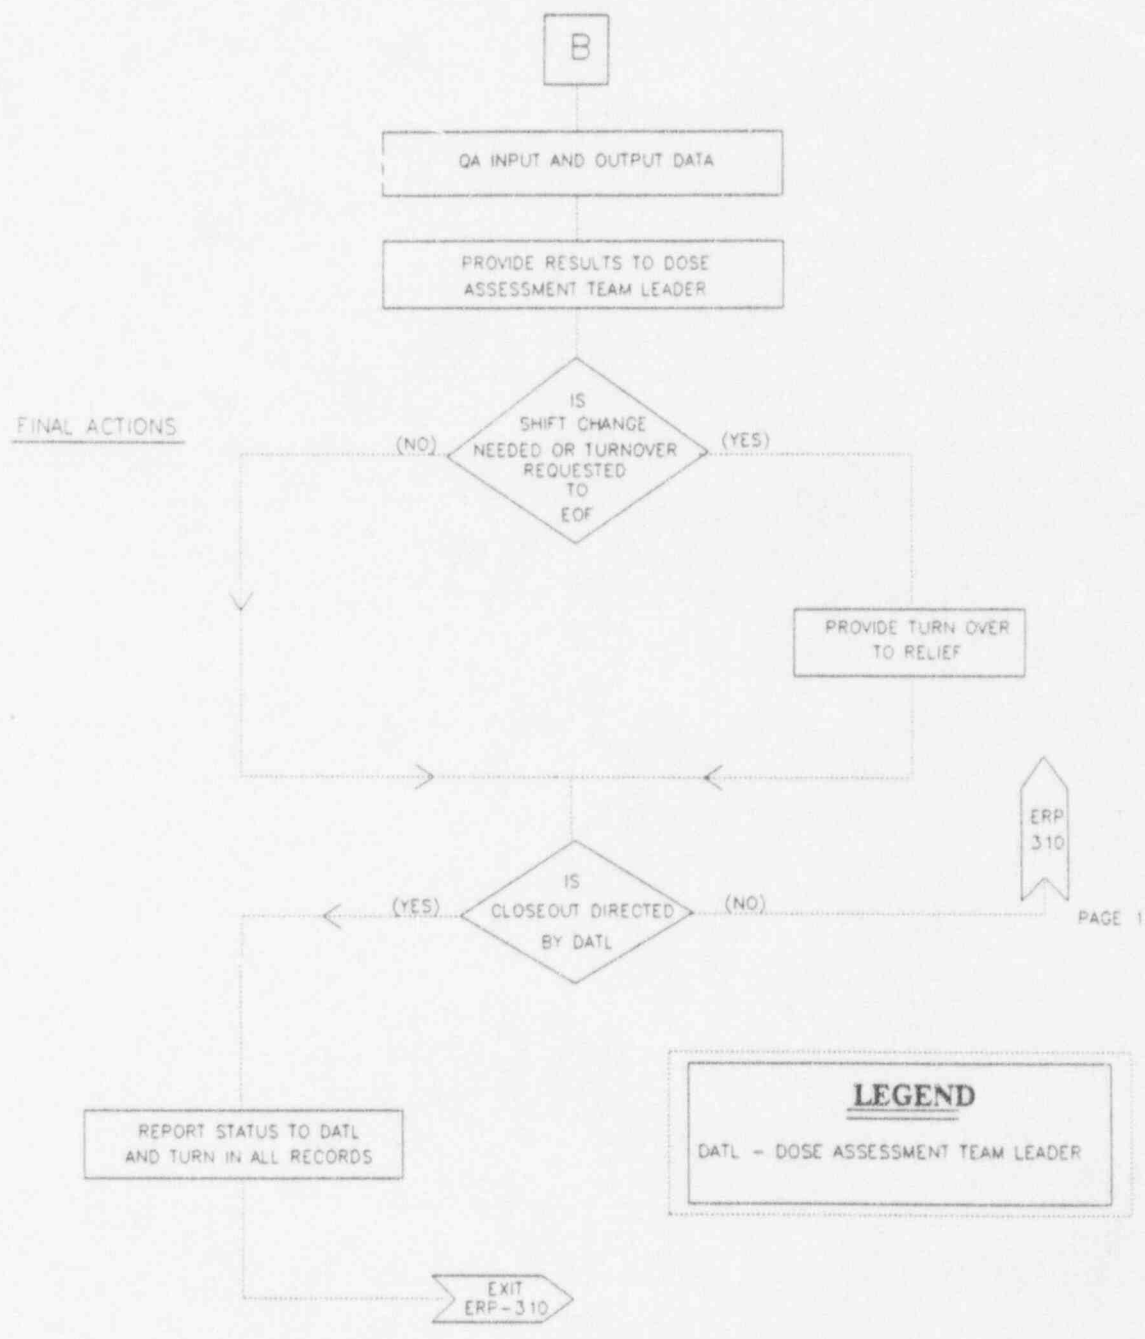 B
QA INPUT AND OUTPUT DATA
PROVIDE RESULTS TO DOSE
ASSESSMENT TEAM LEADER
FINAL ACTIONS
IS
SHIFT CHANGE
NEEDED OR TURNOVER
REQUESTED
TO
EOF
(NO)
(YES)
PROVIDE TURN OVER
TO RELIEF
ERP
310
PAGE 1
IS
CLOSEOUT DIRECTED
BY DATL
(YES)
(NO)
REPORT STATUS TO DATL
AND TURN IN ALL RECORDS
LEGEND
DATL - DOSE ASSESSMENT TEAM LEADER
EXIT
ERP-310